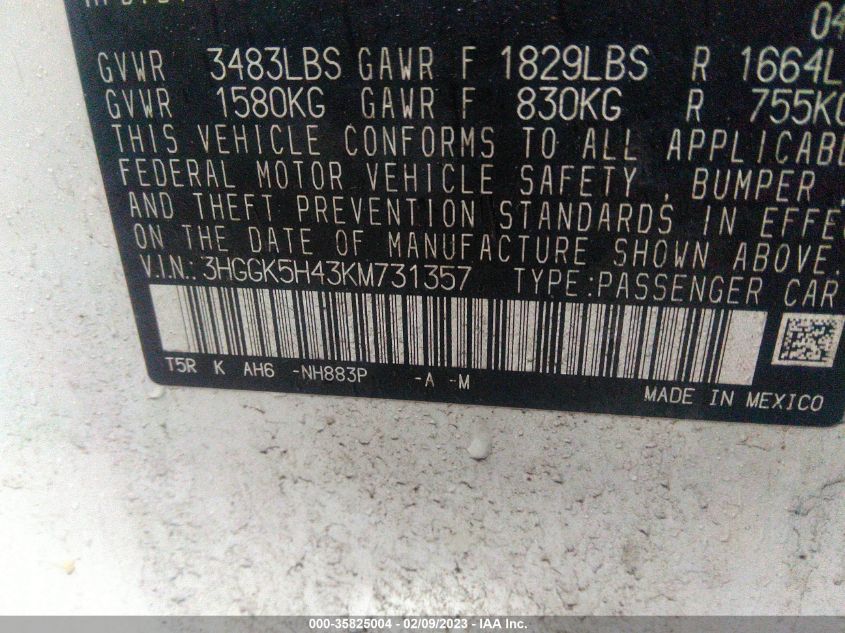 04
GVWR 3483LBS GAWR F 1829LBS R 1664L
GVWR 1580KG GAWR F 830KG R 755KG
THIS VEHICLE CONFORMS TO ALL APPLICABL
FEDERAL MOTOR VEHICLE SAFETY, BUMPER,
AND THEFT PREVENTION STANDARDS IN EFFE
ON THE DATE OF MANUFACTURE SHOWN ABOVE.
V.I.N.:3HGGK5H43KM731357 TYPE:PASSENGER CAR
T5R K AH6 -NH883P -A -M
MADE IN MEXICO
000-35825004 - 02/09/2023 - IAA Inc.